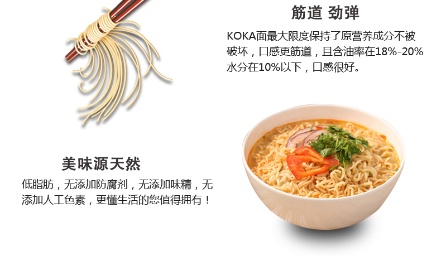 筋道 劲弹
KOKA面最大限度保持了原营养成分不被
破坏，口感更筋道，且含油率在18%-20%
水分在10%以下，口感很好。
美味源天然
低脂肪，无添加防腐剂，无添加味精，无
添加人工色素，更懂生活的您值得拥有！